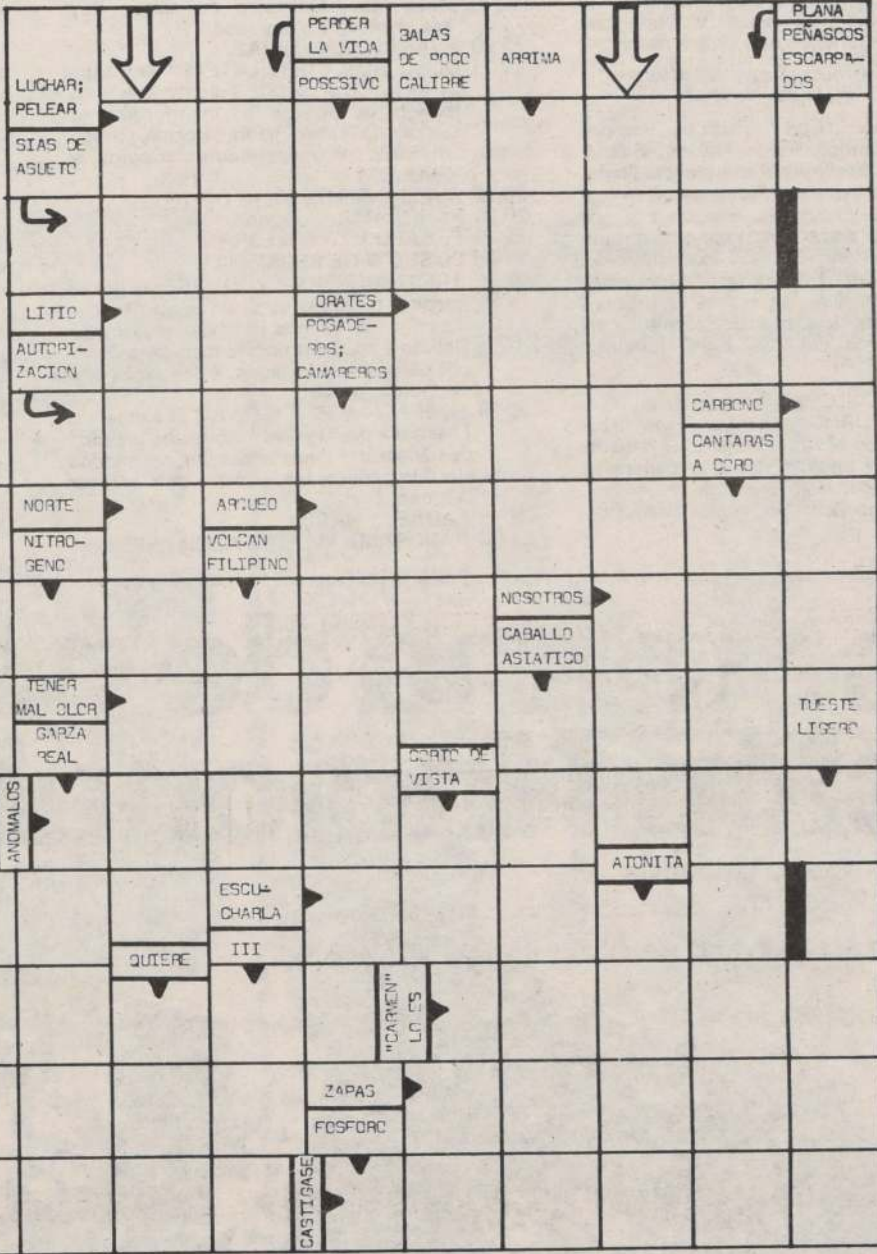 PERDER
LA VIDA
POSESIVO
BALAS
DE POCO
CALIBRE
ARRIMA
PLANA
PEÑASCOS
ESCARPA-
DOS
LUCHAR;
PELEAR
SIAS DE
ASUETO
LITIO
AUTORI-
ZACION
ORATES
POSADE-
ROS;
CAMAREROS
CARBONO
CANTARAS
A CORO
NORTE
NITRO-
GENO
ARQUEO
VOLCAN
FILIPINO
NOSOTROS
CABALLO
ASIATICO
TENER
MAL OLOR
GARZA
REAL
CORTO DE
VISTA
TUESTE
LIGERO
ANOMALOS
ATONITA
ESCU-
CHARLA
III
QUIERE
"CARMEN"
LO ES
ZAPAS
FOSFORO
CASTIGASE